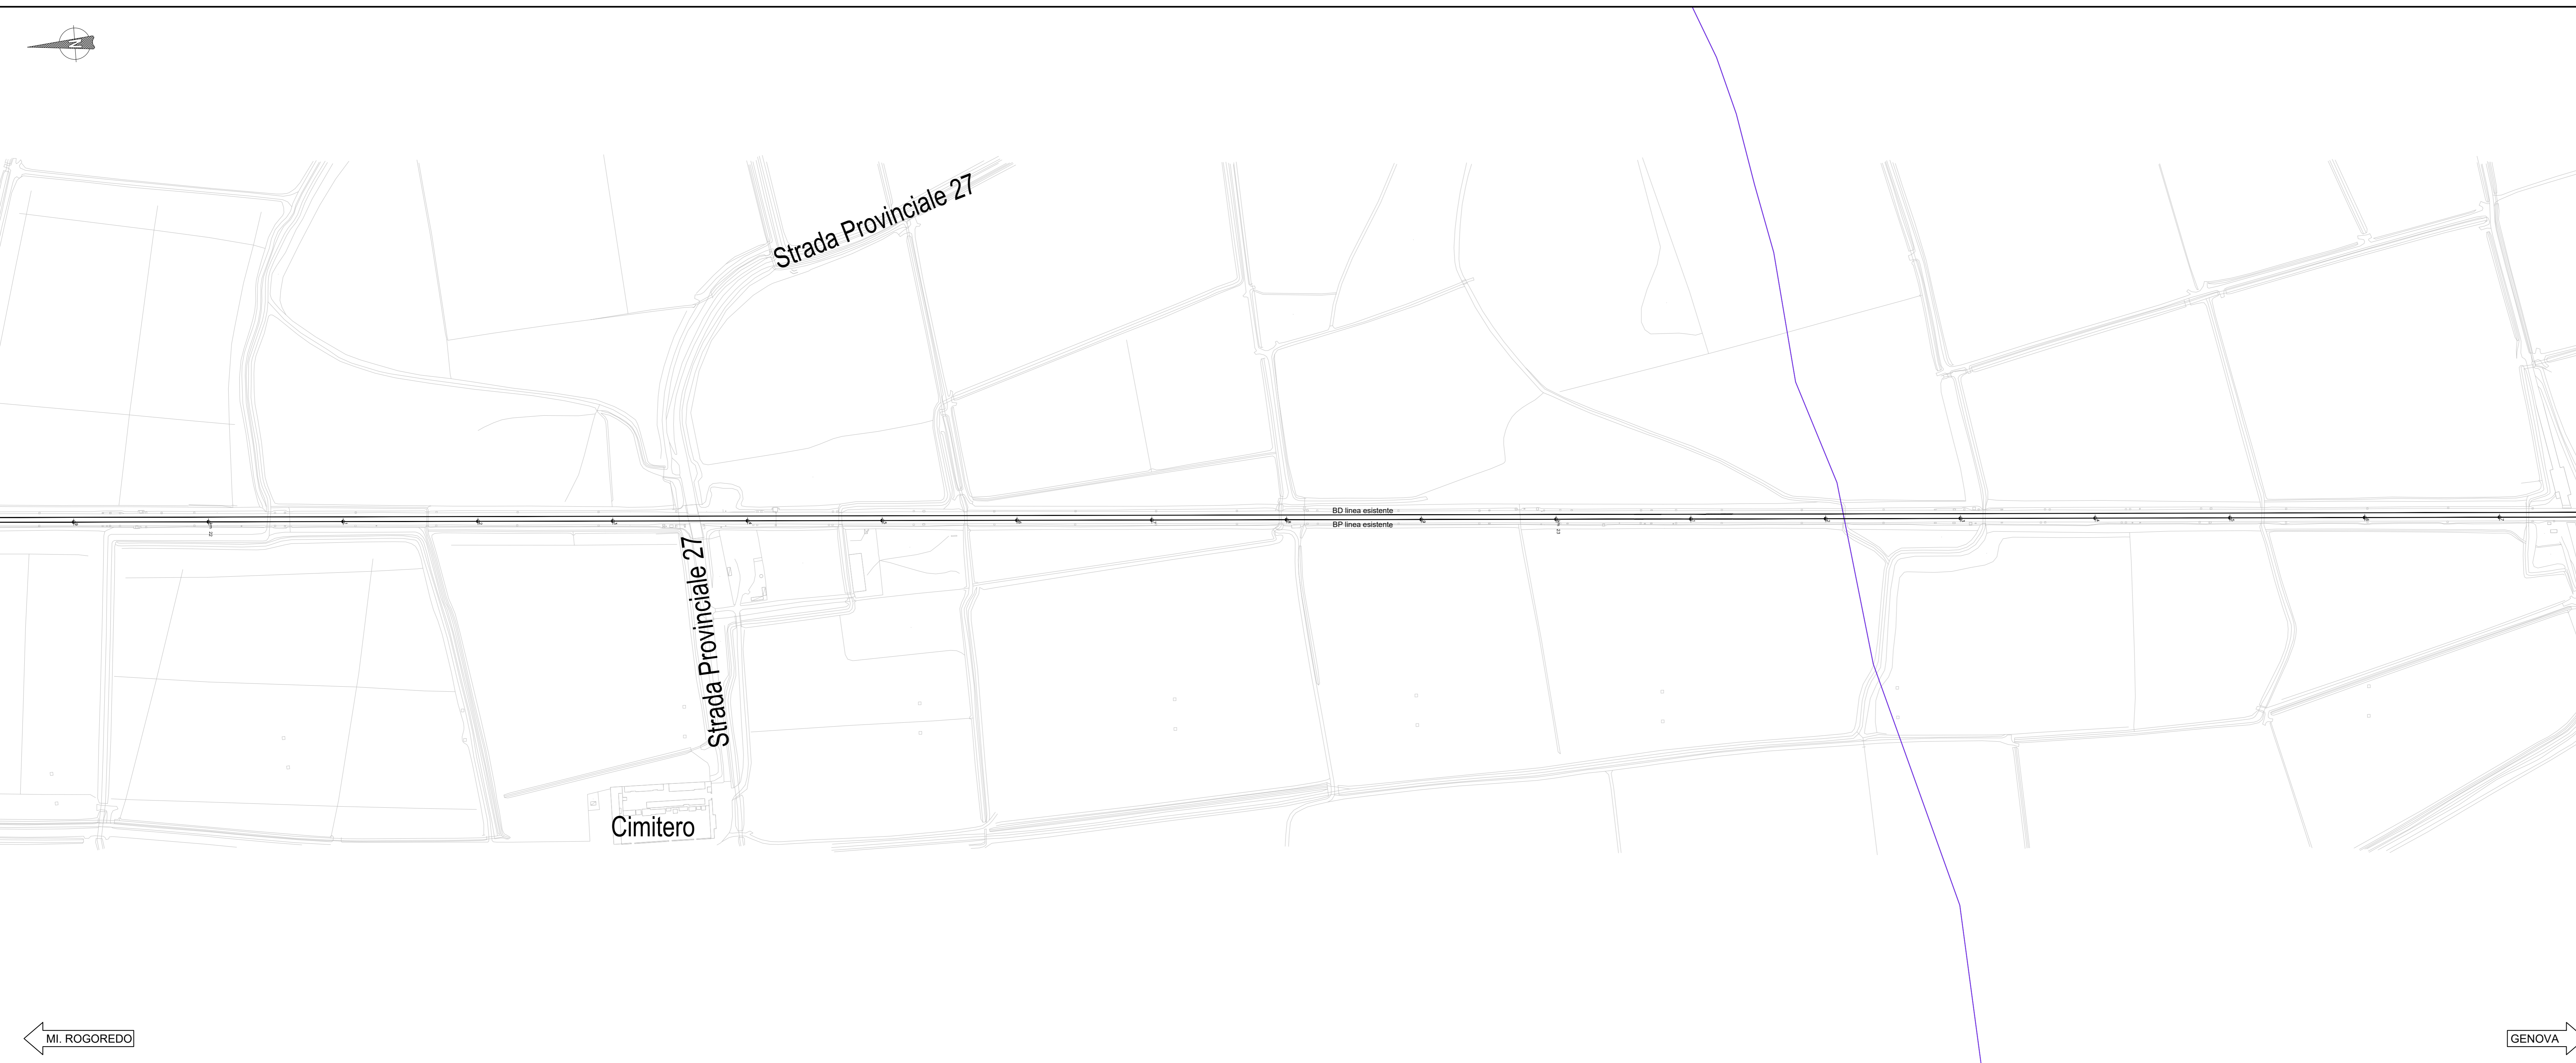 N
Strada Provinciale 27
BD linea esistente
BP linea esistente
Strada Provinciale 27
Cimitero
MI. ROGOREDO
GENOVA